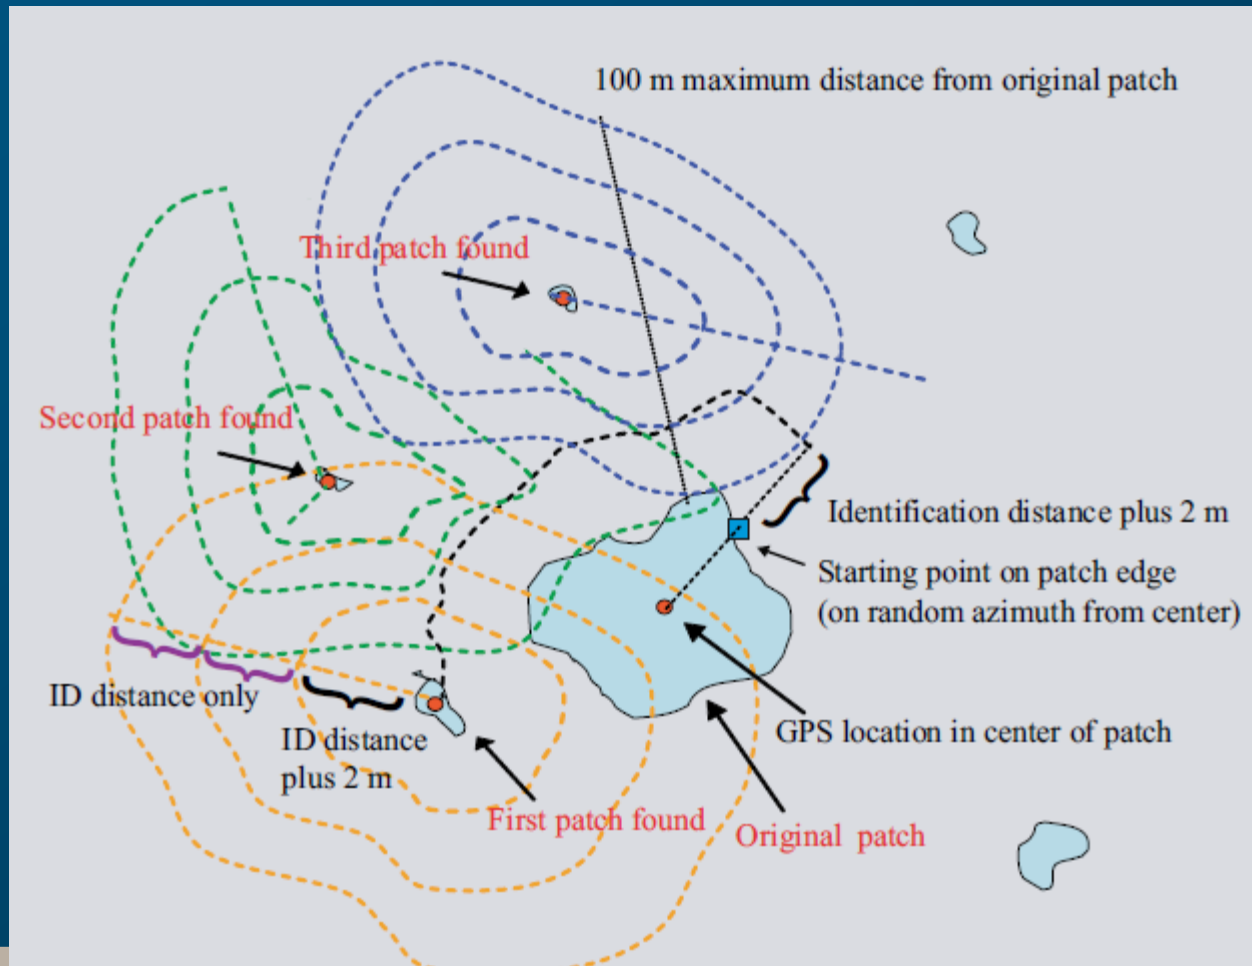 100 m maximum distance from original patch
Third patch found
Second patch found
Identification distance plus 2 m
Starting point on patch edge
(on random azimuth from center)
ID distance only
ID distance
plus 2 m
GPS location in center of patch
First patch found
Original patch